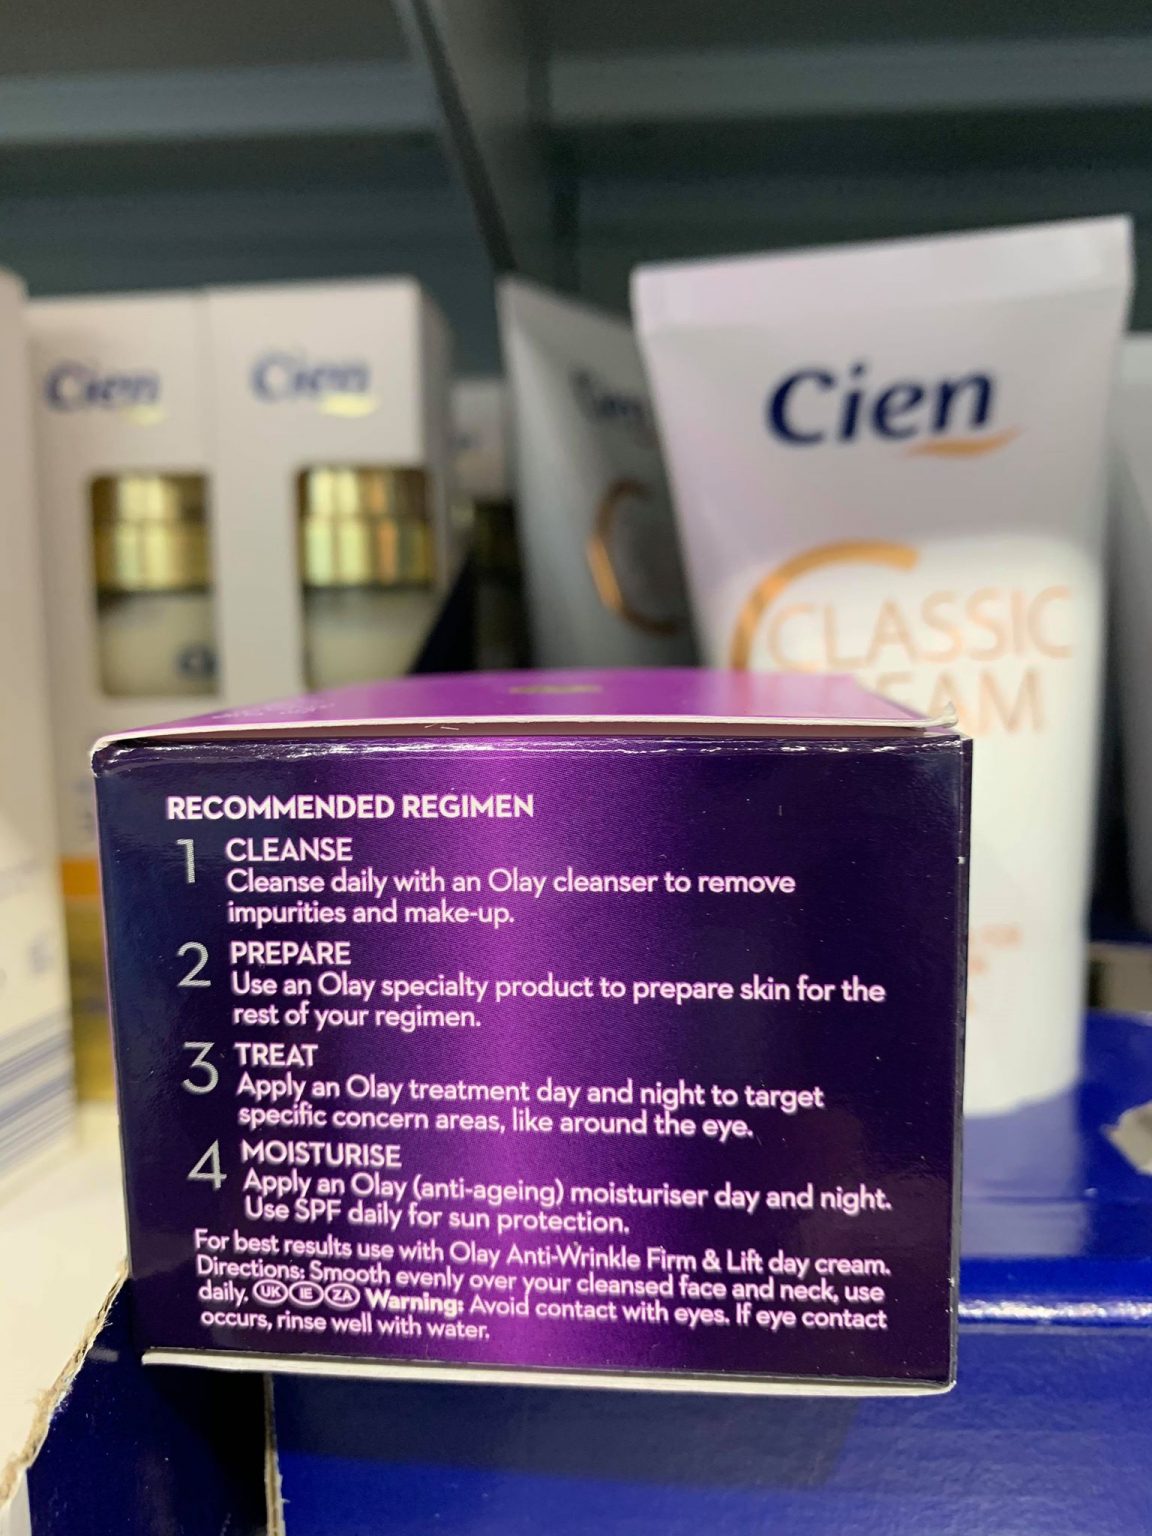 Cien
Cien
Cien
CLASSIC
RECOMMENDED REGIMEN
1 CLEANSE
Cleanse daily with an Olay cleanser to remove
impurities and make-up.
2 PREPARE
Use an Olay specialty product to prepare skin for the
rest of your regimen.
3 TREAT
Apply an Olay treatment day and night to target
specific concern areas, like around the eye.
4 MOISTURISE
Apply an Olay (anti-ageing) moisturiser day and night.
Use SPF daily for sun protection.
For best results use with Olay Anti-Wrinkle Firm & Lift day cream.
Directions: Smooth evenly over your cleansed face and neck, use
daily. UK IE ZA Warning: Avoid contact with eyes. If eye contact
occurs, rinse well with water.